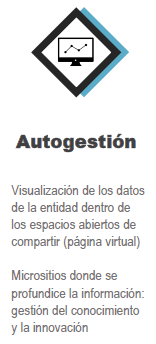 Autogestión
Visualización de los datos
de la entidad dentro de
los espacios abiertos de
compartir (página virtual)
Micrositios donde se
profundice la información:
gestión del conocimiento
y la innovación